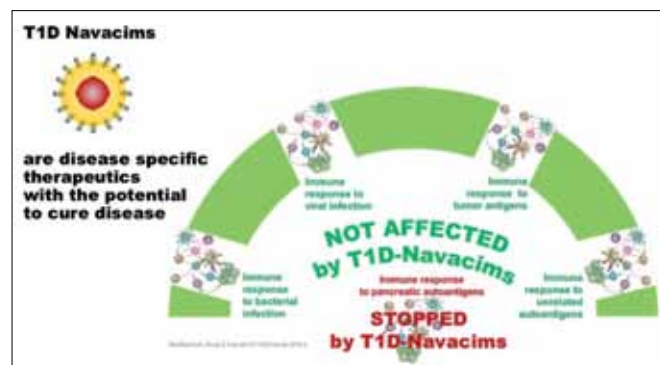 T1D Navacims
are disease specific
therapeutics
with the potential
to cure disease
Immune
response to
viral infection
Immune
response to
tumor antigens
NOT AFFECTED
by T1D-Navacims
Immune
response
to bacterial
infection
Immune response
to pancreatic autoantigens
Immune
response to
unrelated
autoantigens
STOPPED
by T1D-Navacims